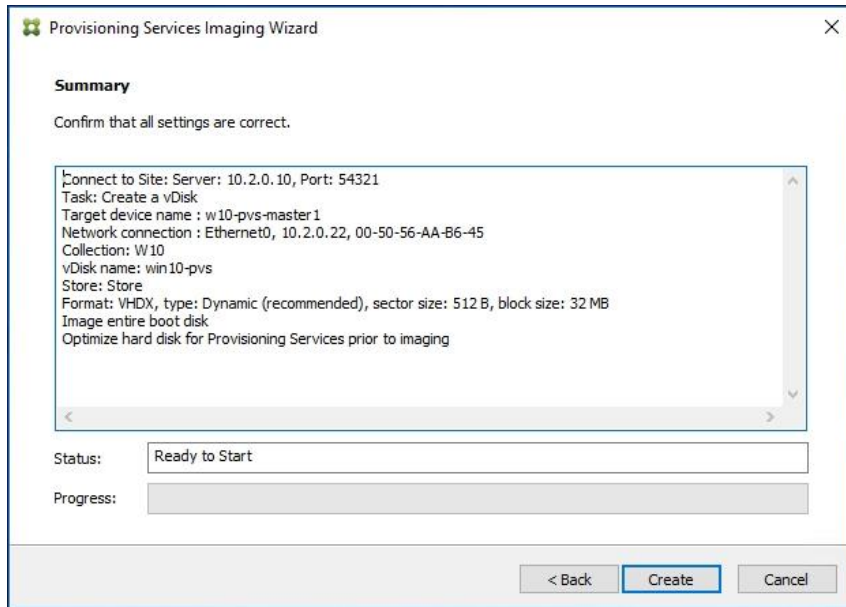 Provisioning Services Imaging Wizard
Summary
Confirm that all settings are correct.
Connect to Site: Server: 10.2.0.10, Port: 54321
Task: Create a vDisk
Target device name : w10-pvs-master1
Network connection : Ethernet0, 10.2.0.22, 00-50-56-AA-B6-45
Collection: W10
vDisk name: win10-pvs
Store: Store
Format: VHDX, type: Dynamic (recommended), sector size: 512 B, block size: 32 MB
Image entire boot disk
Optimize hard disk for Provisioning Services prior to imaging
Status: Ready to Start
Progress:
< Back Create Cancel